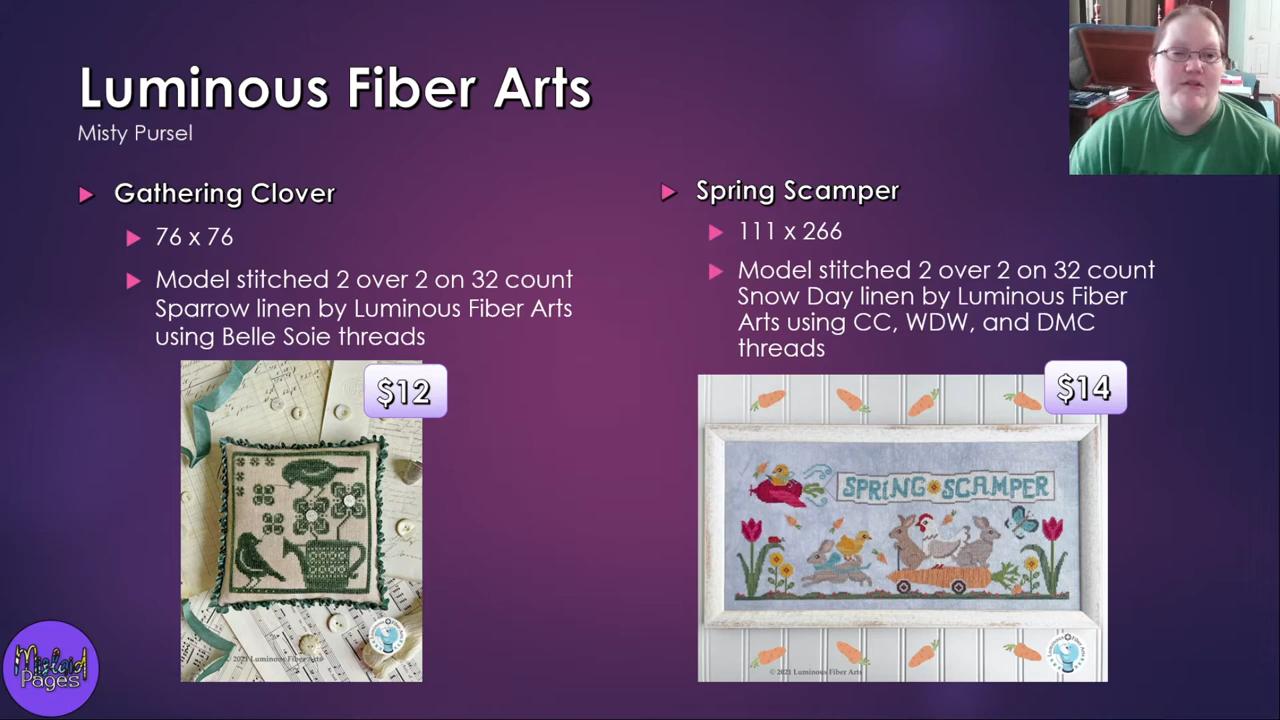 Luminous Fiber Arts
Misty Pursel
Gathering Clover
76 x 76
Model stitched 2 over 2 on 32 count
Sparrow linen by Luminous Fiber Arts
using Belle Soie threads
$12
© 2021 Luminous Fiber Arts
Spring Scamper
111 x 266
Model stitched 2 over 2 on 32 count
Snow Day linen by Luminous Fiber
Arts using CC, WDW, and DMC
threads
$14
SPRING SCAMPER
© 2021 Luminous Fiber Arts
Pages